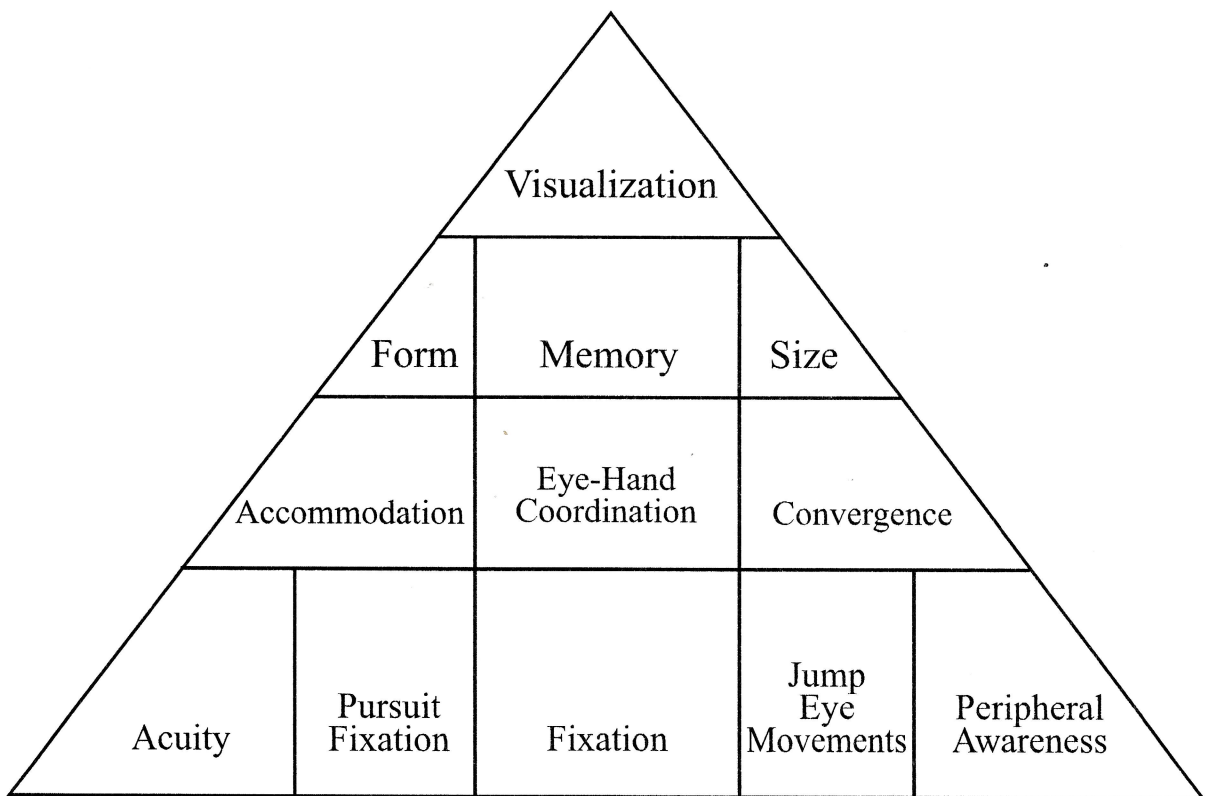 Visualization
Form
Memory
Size
Accommodation
Eye-Hand
Coordination
Convergence
Acuity
Pursuit
Fixation
Fixation
Jump
Eye
Movements
Peripheral
Awareness